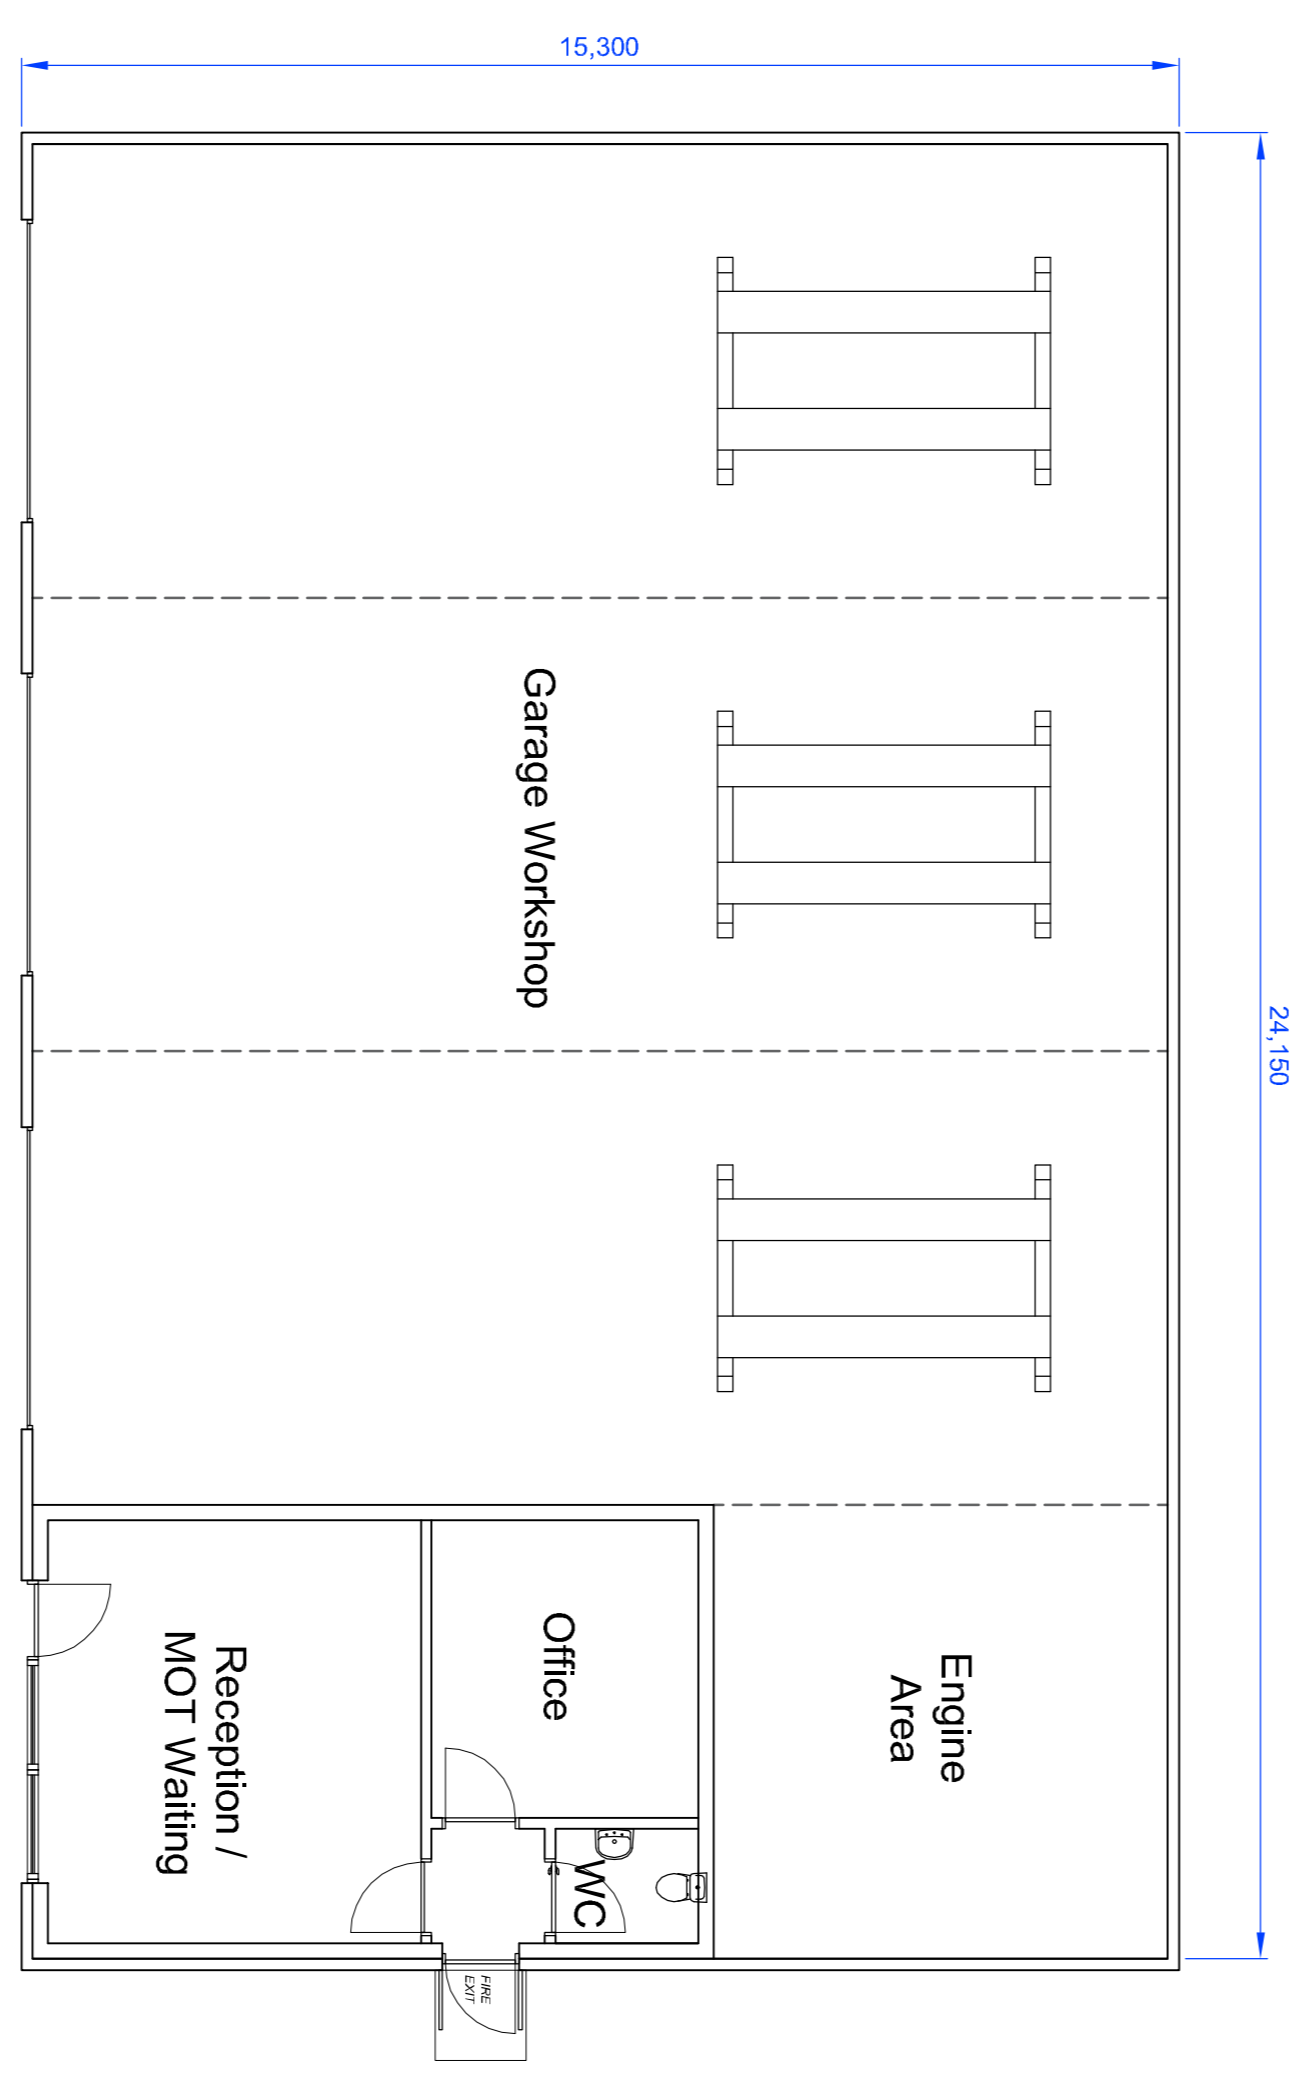 15,300
24,150
Garage Workshop
Engine
Area
Office
Reception /
MOT Waiting
WC
FIRE
EXIT